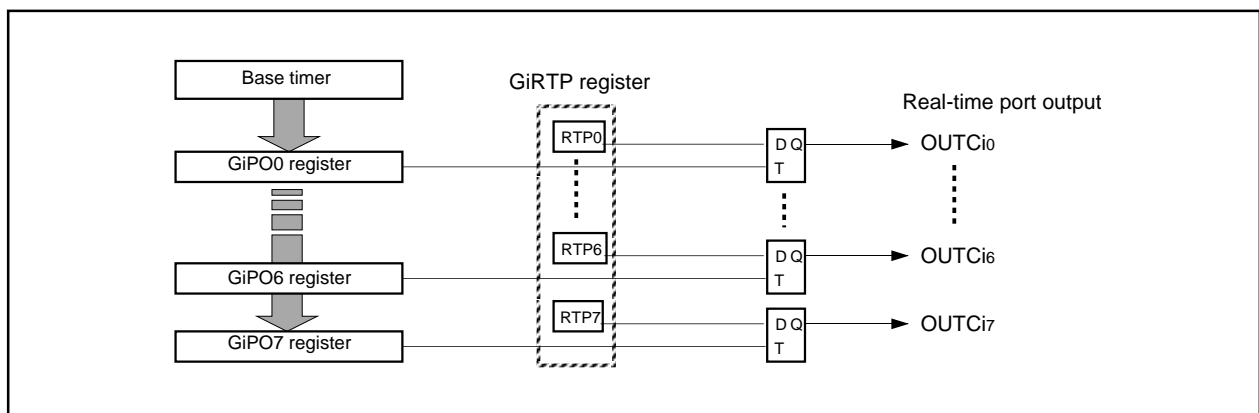 Base timer
GiRTP register
Real-time port output
RTP0
D Q
OUTCi0
GiPO0 register
T
RTP6
D Q
OUTCi6
GiPO6 register
T
RTP7
D Q
OUTCi7
GiPO7 register
T